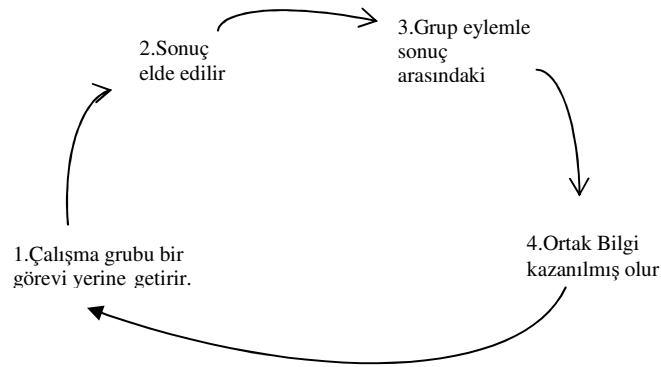 1.Çalışma grubu bir
görevi yerine getirir.
2.Sonuç
elde edilir
3.Grup eylemle
sonuç
arasındaki
4.Ortak Bilgi
kazanılmış olur